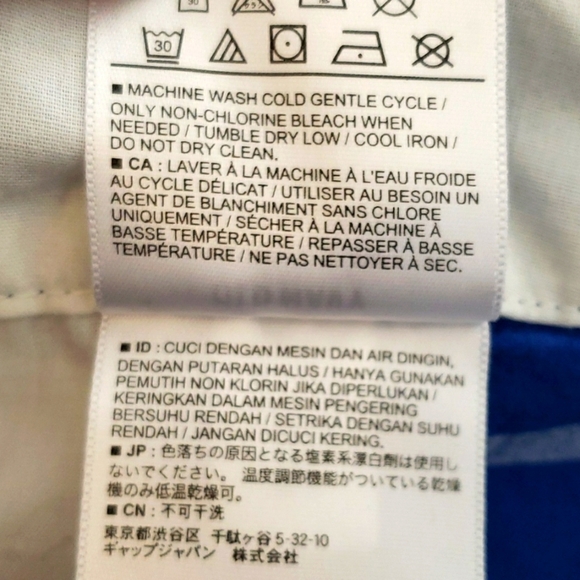 30
■ MACHINE WASH COLD GENTLE CYCLE /
ONLY NON-CHLORINE BLEACH WHEN
NEEDED / TUMBLE DRY LOW / COOL IRON /
DO NOT DRY CLEAN.
■ CA : LAVER À LA MACHINE À L'EAU FROIDE
AU CYCLE DÉLICAT / UTILISER AU BESOIN UN
AGENT DE BLANCHIMENT SANS CHLORE
UNIQUEMENT / SÉCHER À LA MACHINE À
BASSE TEMPÉRATURE / REPASSER À BASSE
TEMPÉRATURE / NE PAS NETTOYER À SEC.
■ ID : CUCI DENGAN MESIN DAN AIR DINGIN,
DENGAN PUTARAN HALUS / HANYA GUNAKAN
PEMUTIH NON KLORIN JIKA DIPERLUKAN /
KERINGKAN DALAM MESIN PENGERING
BERSUHU RENDAH / SETRIKA DENGAN SUHU
RENDAH / JANGAN DICUCI KERING.
■ JP : 色落ちの原因となる塩素系漂白剤は使用し
ないでください。 温度調節機能がついている乾燥
機のみ低温乾燥可。
■ CN : 不可干洗
東京都渋谷区 千駄ヶ谷 5-32-10
ギャップジャパン 株式会社